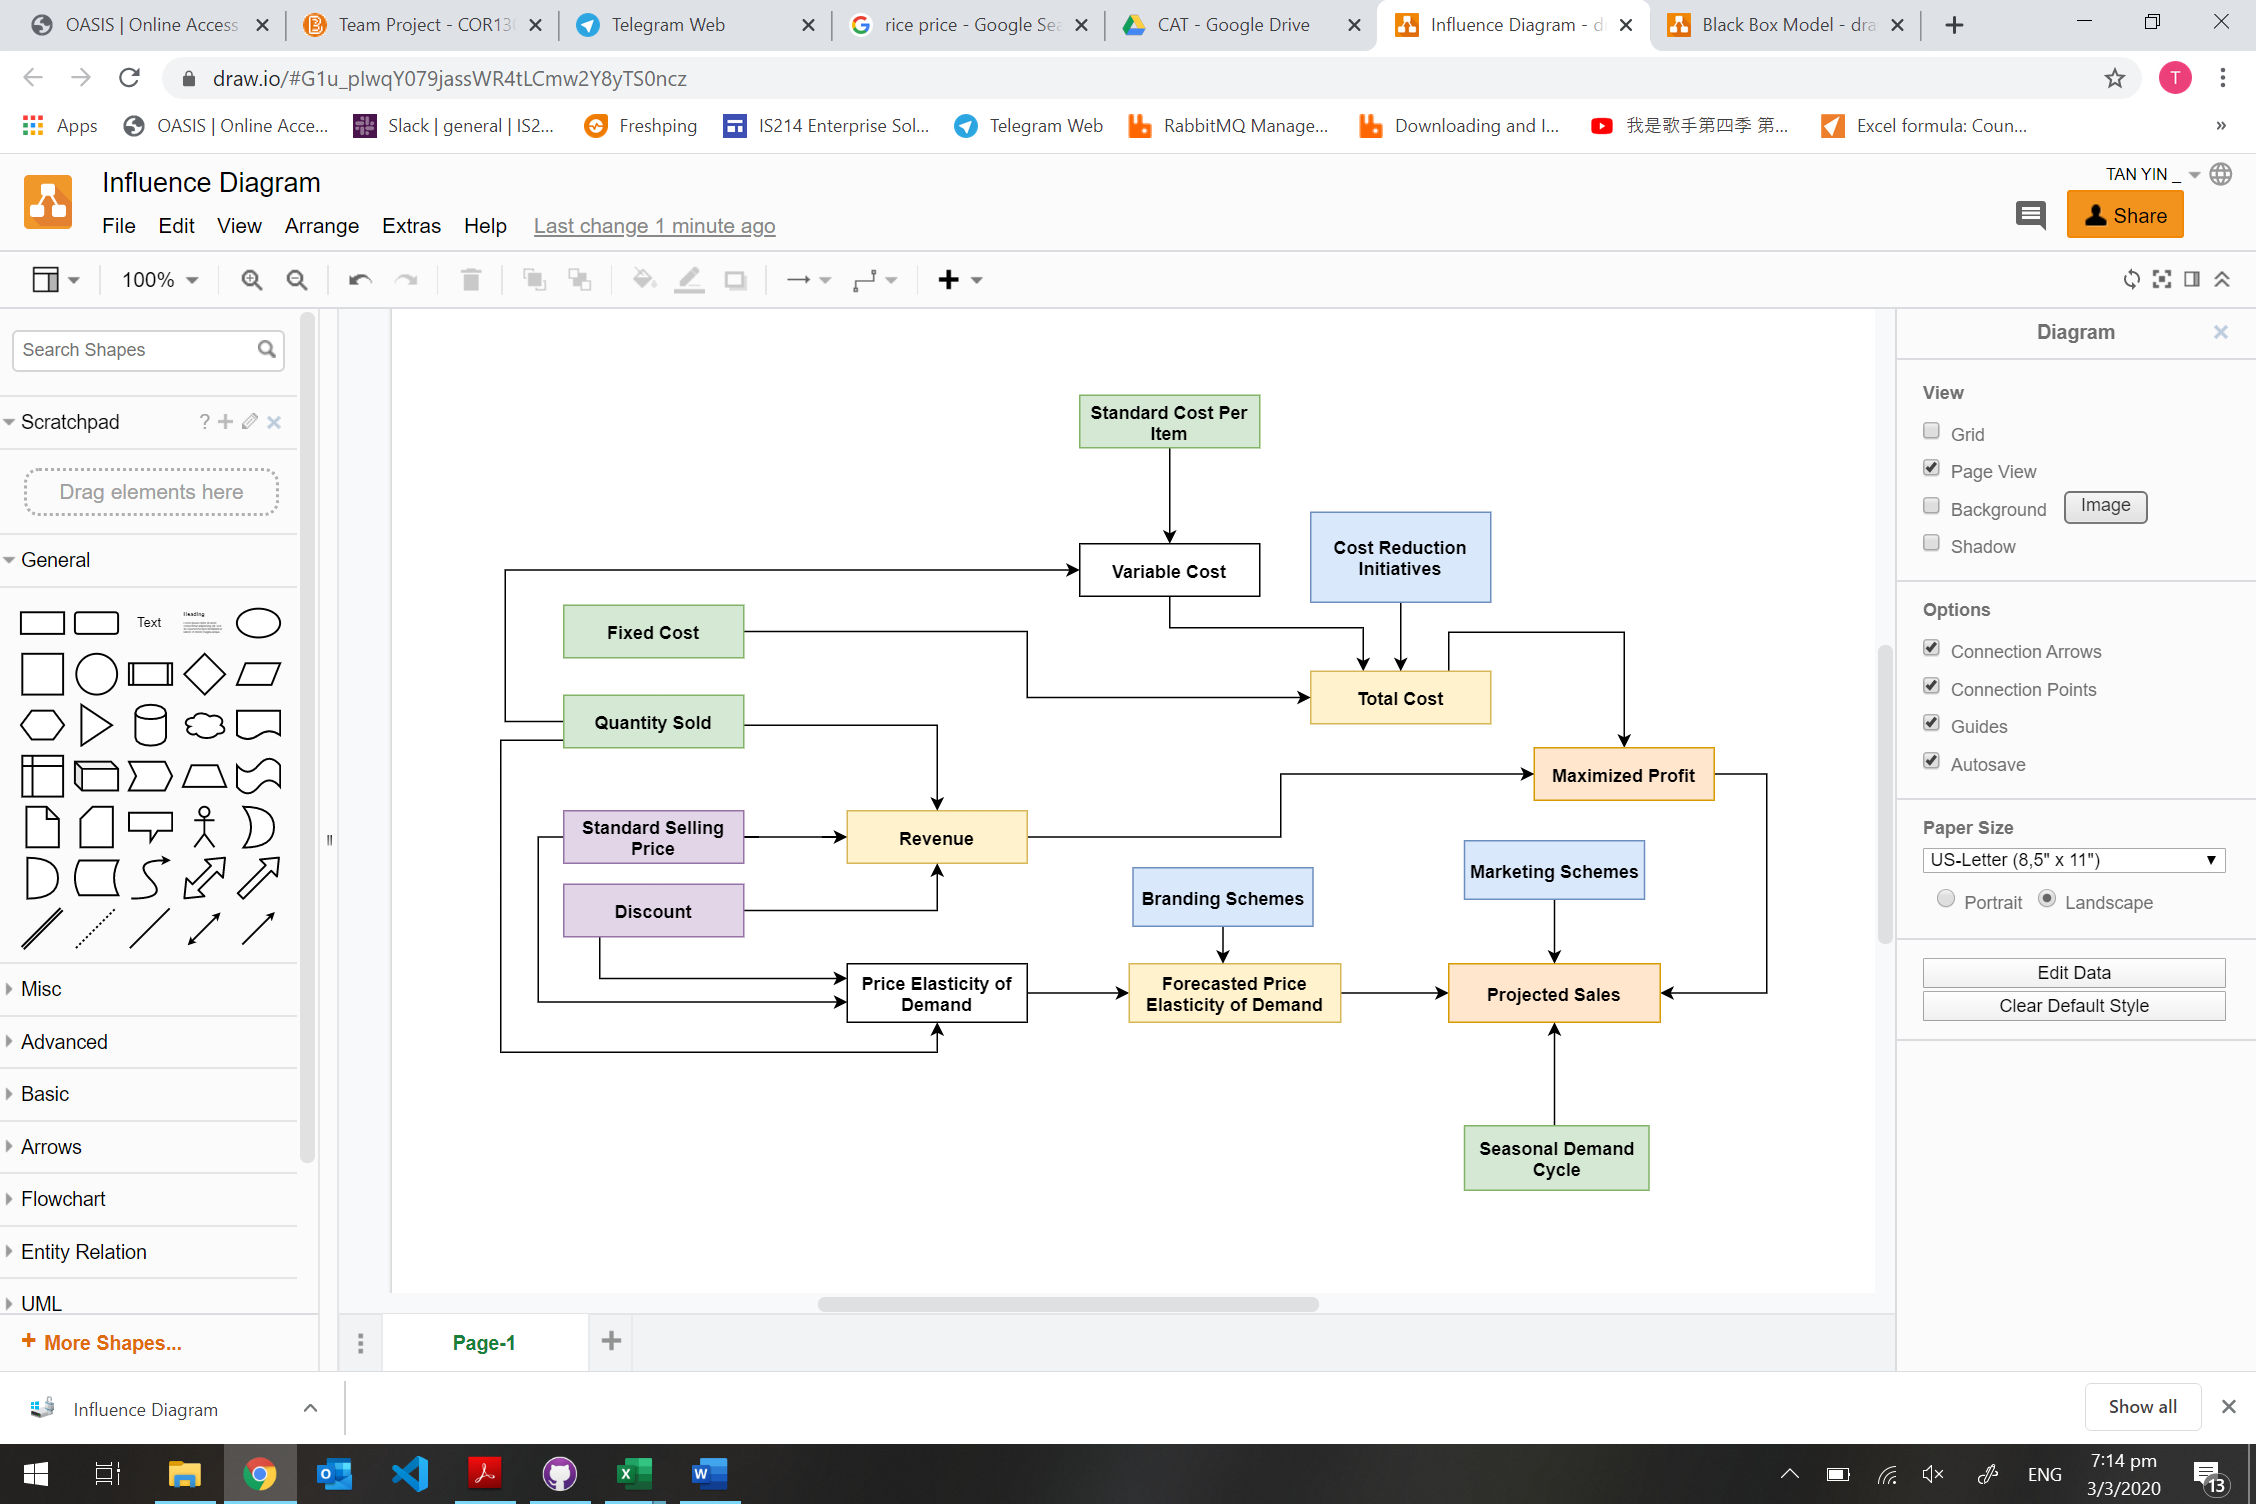 OASIS | Online Access
Team Project - COR13
Telegram Web
rice price - Google Sea
CAT - Google Drive
Influence Diagram - d
Black Box Model - dra
draw.io/#G1u_plwqY079jassWR4tLCmw2Y8yTS0ncz
T
Apps
OASIS | Online Acce...
Slack | general | IS2...
Freshping
IS214 Enterprise Sol...
Telegram Web
RabbitMQ Manage...
Downloading and I...
我是歌手第四季 第...
Excel formula: Coun...
»
Influence Diagram
TAN YIN _
File Edit View Arrange Extras Help Last change 1 minute ago
Share
100%
Search Shapes
Scratchpad
?
Drag elements here
General
Text
Heading
Misc
Advanced
Basic
Arrows
Flowchart
Entity Relation
UML
+ More Shapes...
Standard Cost Per
Item
Variable Cost
Cost Reduction
Initiatives
Fixed Cost
Total Cost
Quantity Sold
Maximized Profit
Standard Selling
Price
Revenue
Marketing Schemes
Branding Schemes
Discount
Price Elasticity of
Demand
Forecasted Price
Elasticity of Demand
Projected Sales
Seasonal Demand
Cycle
Diagram
View
Grid
Page View
Background
Image
Shadow
Options
Connection Arrows
Connection Points
Guides
Autosave
Paper Size
US-Letter (8,5" x 11")
Portrait
Landscape
Edit Data
Clear Default Style
Page-1
Influence Diagram
Show all
ENG
7:14 pm
3/3/2020
13